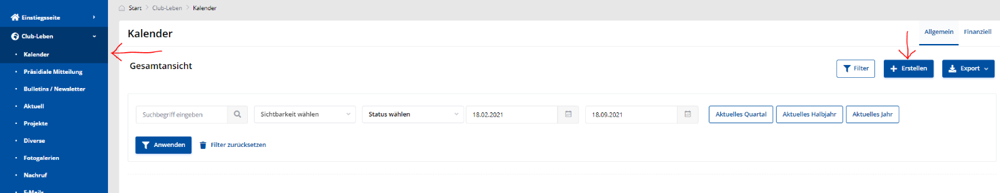 Start > Club-Leben > Kalender
Einstiegsseite
Club-Leben
Kalender
Präsidiale Mitteilung
Bulletins / Newsletter
Aktuell
Projekte
Diverse
Fotogalerien
Nachruf
E-Mails
Kalender
Allgemein Finanziell
Gesamtansicht
Filter Erstellen Export
Suchbegriff eingeben Sichtbarkeit wählen Status wählen 18.02.2021 18.09.2021 Aktuelles Quartal Aktuelles Halbjahr Aktuelles Jahr
Anwenden Filter zurücksetzen